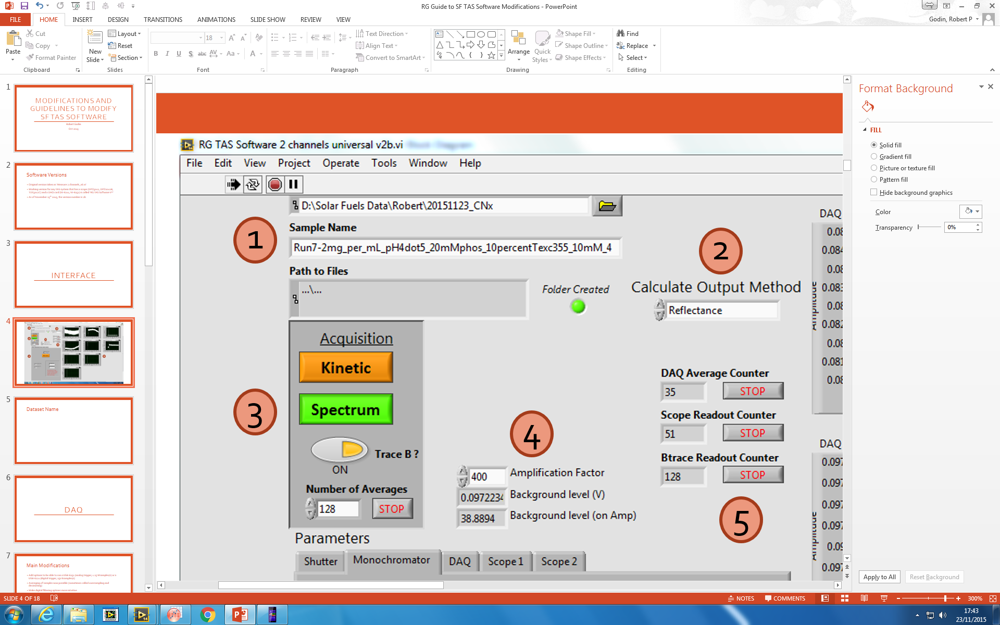 RG Guide to SF TAS Software Modifications - PowerPoint
FILE HOME INSERT DESIGN TRANSITIONS ANIMATIONS SLIDE SHOW REVIEW VIEW
Godin, Robert P
Paste
Cut
Copy
Format Painter
Clipboard
New Slide
Layout
Reset
Section
Slides
18
Font
Paragraph
Text Direction
Align Text
Convert to SmartArt
Arrange
Quick Styles
Shape Fill
Shape Outline
Shape Effects
Drawing
Find
Replace
Select
Editing
1
MODIFICATIONS AND
GUIDELINES TO MODIFY
SF TAS SOFTWARE
Robert Godin
Oct 2015
2
Software Versions
3
INTERFACE
4
5
Dataset Name
6
DAQ
7
Main Modifications
RG TAS Software 2 channels universal v2b.vi
File Edit View Project Operate Tools Window Help
D:\Solar Fuels Data\Robert\20151123_CNx
1
Sample Name
Run7-2mg_per_mL_pH4dot5_20mMphos_10percentTexc355_10mM_4
Path to Files
...\...
Folder Created
2
Calculate Output Method
Reflectance
Acquisition
Kinetic
Spectrum
3
Trace B ?
ON
Number of Averages
128
STOP
4
400 Amplification Factor
0.0972234 Background level (V)
38.8894 Background level (on Amp)
DAQ Average Counter
35 STOP
Scope Readout Counter
51 STOP
Btrace Readout Counter
128 STOP
5
Parameters
Shutter Monochromator DAQ Scope 1 Scope 2
DAQ
0.08
0.084
0.08
0.083
0.08
0.082
0.08
0.081
0.08
Amplitude
DAQ
0.097
0.097
0.097
0.097
0.09
0.097
Amplitude
Format Background
FILL
Solid fill
Gradient fill
Picture or texture fill
Pattern fill
Hide background graphics
Color
Transparency 0%
Apply to All
Reset Background
SLIDE 4 OF 18
NOTES
COMMENTS
300%
17:43
23/11/2015